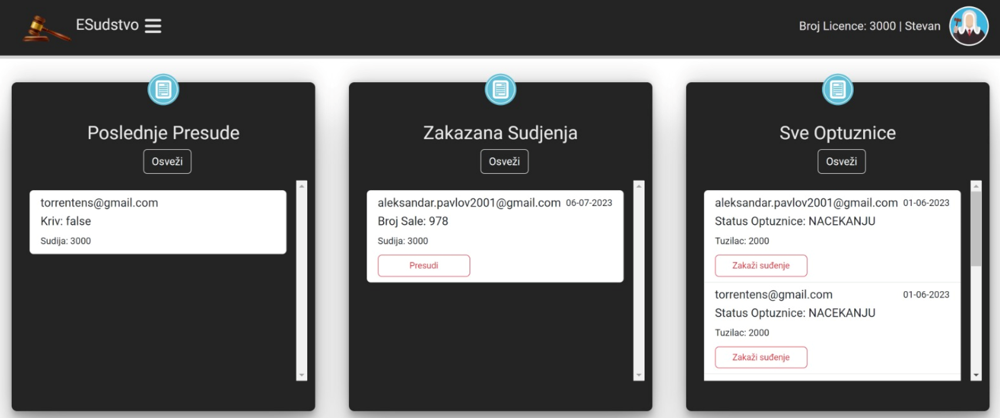 ESudstvo
Broj Licence: 3000 | Stevan
Poslednje Presude
Osveži
torrentens@gmail.com
Kriv: false
Sudija: 3000
Zakazana Sudjenja
Osveži
aleksandar.pavlov2001@gmail.com 06-07-2023
Broj Sale: 978
Sudija: 3000
Presudi
Sve Optuznice
Osveži
aleksandar.pavlov2001@gmail.com 01-06-2023
Status Optuznice: NACEKANJU
Tuzilac: 2000
Zakaži suđenje
torrentens@gmail.com 01-06-2023
Status Optuznice: NACEKANJU
Tuzilac: 2000
Zakaži suđenje